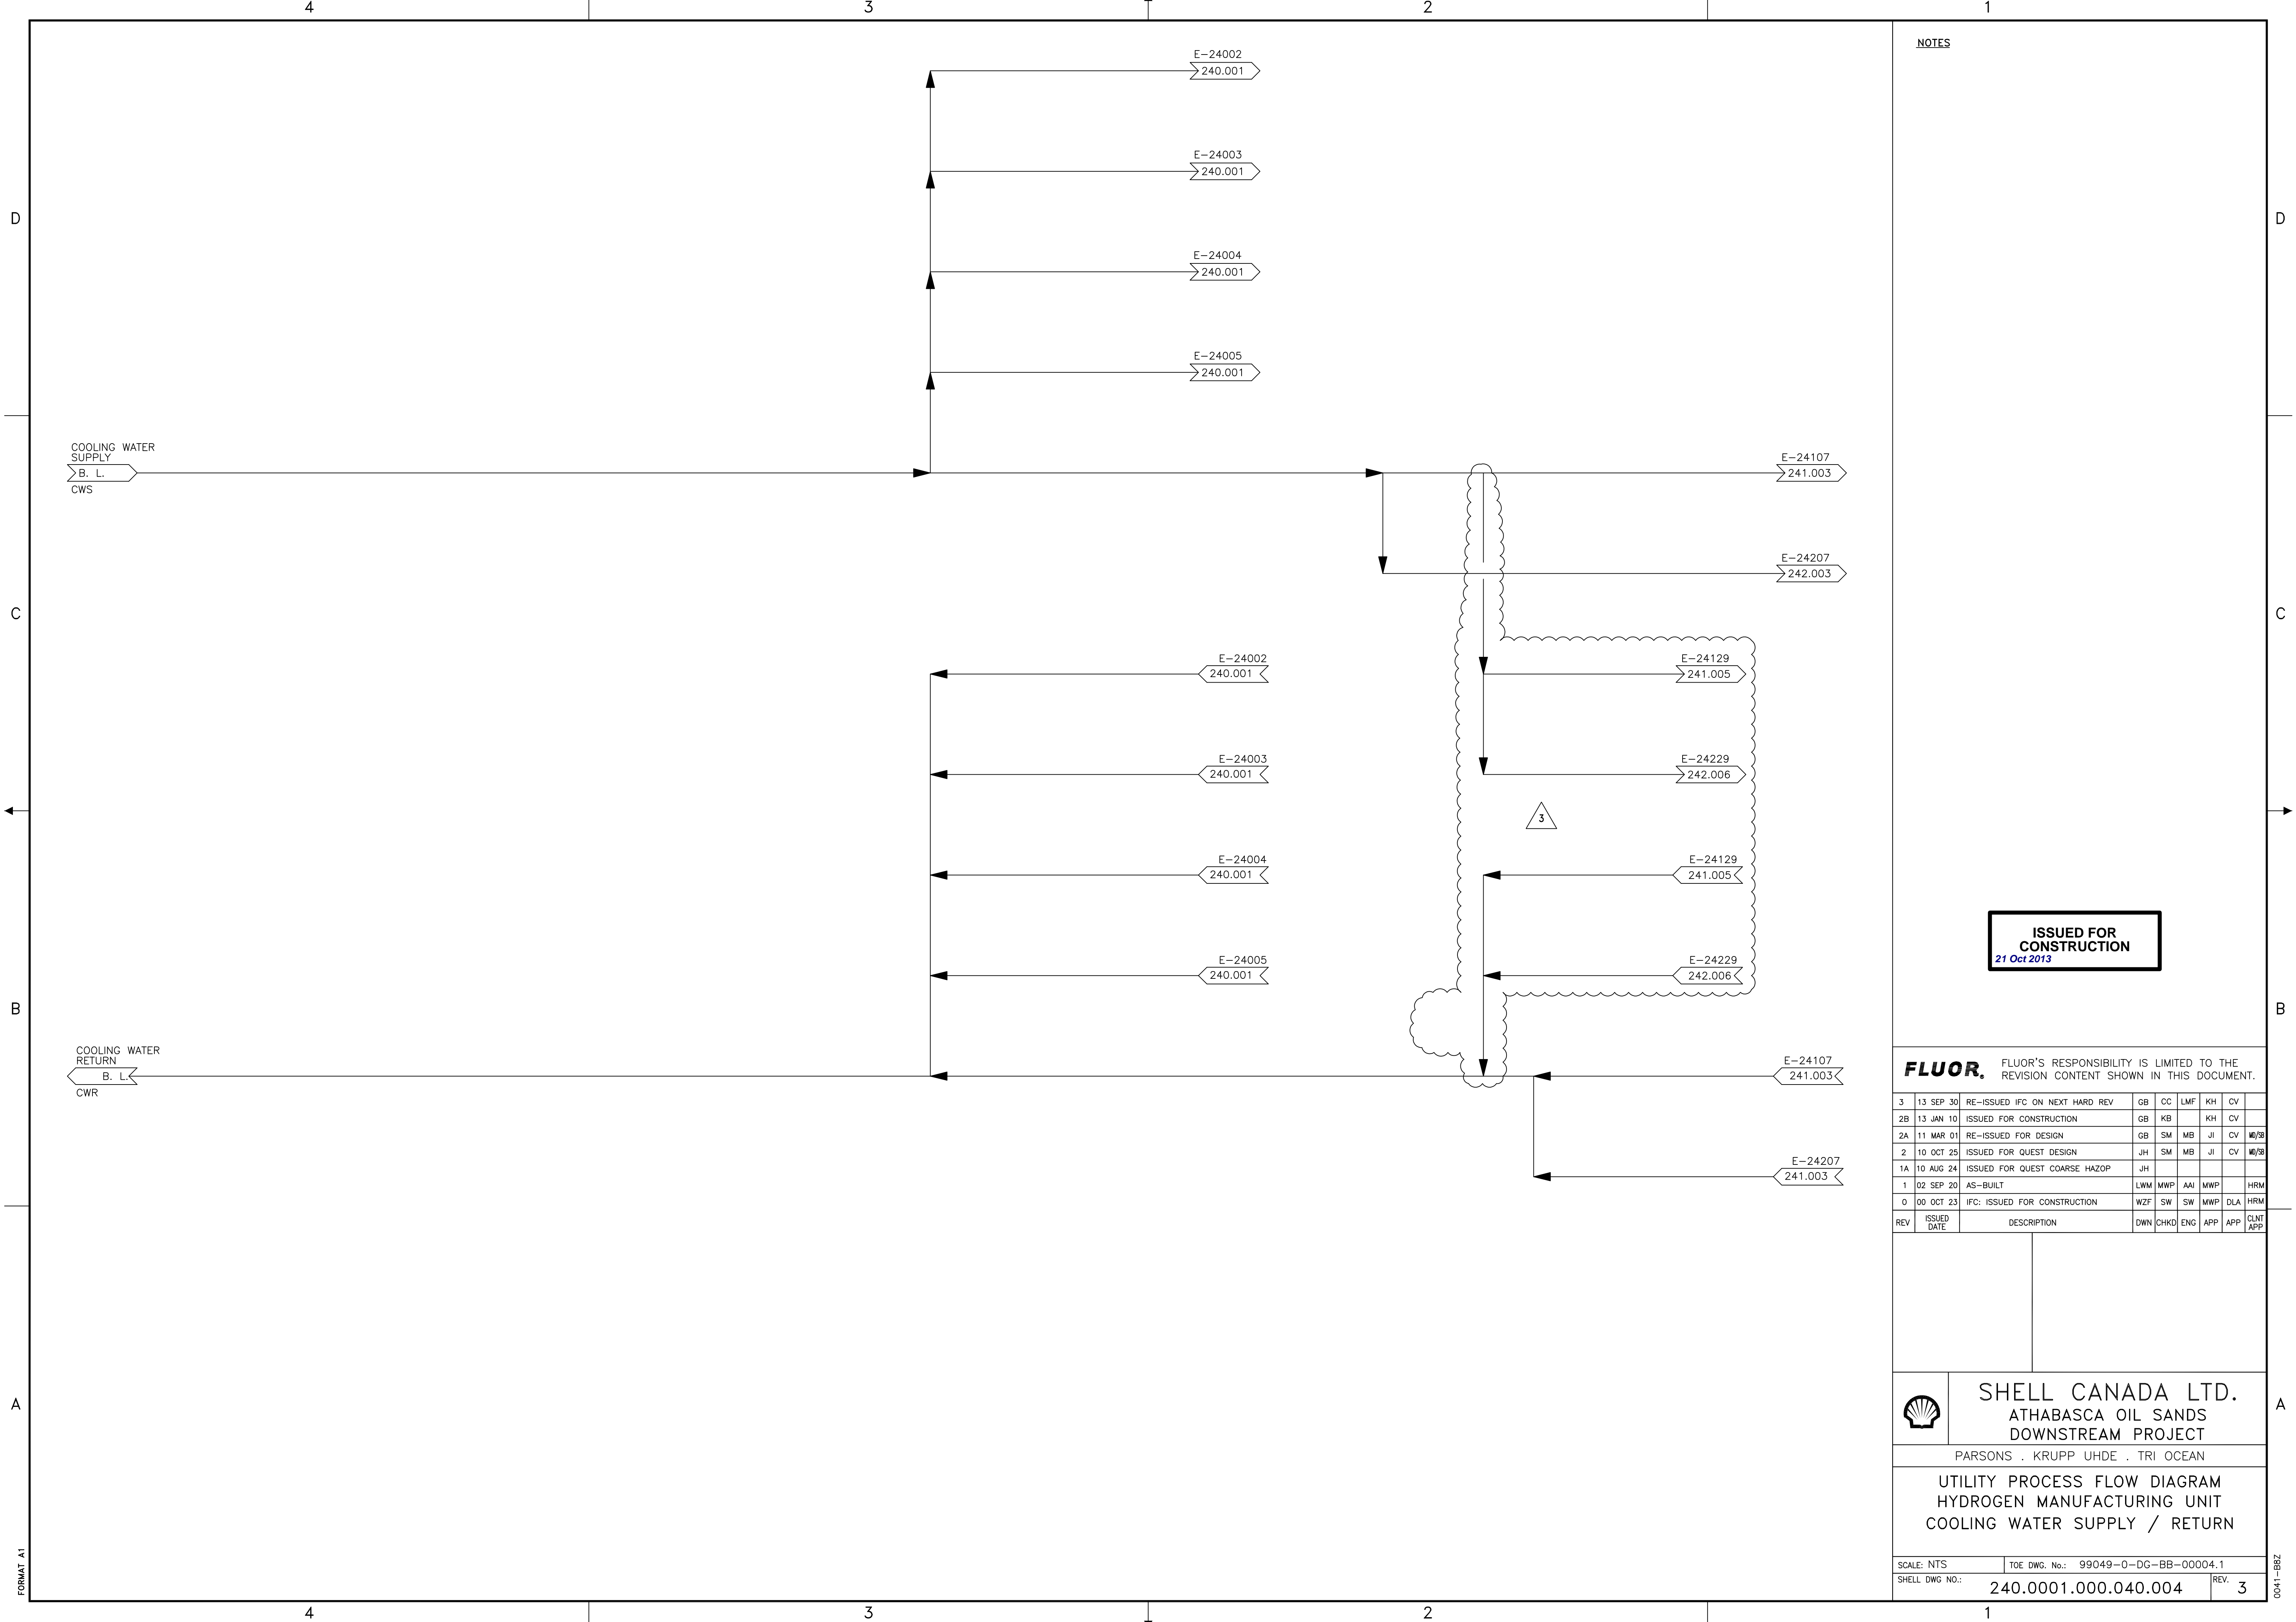 4 3 2 1
NOTES
E-24002
240.001
E-24003
240.001
D D
E-24004
240.001
E-24005
240.001
COOLING WATER
SUPPLY
B. L.
CWS
E-24107
241.003
E-24207
242.003
C C
E-24002
240.001
E-24129
241.005
E-24003
240.001
E-24229
242.006
3
E-24004
240.001
E-24129
241.005
E-24005
240.001
E-24229
242.006
ISSUED FOR
CONSTRUCTION
21 Oct 2013
B B
COOLING WATER
RETURN
B. L.
CWR
E-24107
241.003
E-24207
241.003
FLUOR.
FLUOR'S RESPONSIBILITY IS LIMITED TO THE
REVISION CONTENT SHOWN IN THIS DOCUMENT.
3 13 SEP 30 RE-ISSUED IFC ON NEXT HARD REV GB CC LMF KH CV
2B 13 JAN 10 ISSUED FOR CONSTRUCTION GB KB KH CV
2A 11 MAR 01 RE-ISSUED FOR DESIGN GB SM MB JI CV
2 10 OCT 25 ISSUED FOR QUEST DESIGN JH SM MB JI CV
1A 10 AUG 24 ISSUED FOR QUEST COARSE HAZOP JH
1 02 SEP 20 AS-BUILT LWM MWP AAI MWP HRM
0 00 OCT 23 IFC: ISSUED FOR CONSTRUCTION WZF SW SW MWP DLA HRM
REV ISSUED DATE DESCRIPTION DWN CHKD ENG APP APP CLNT APP
A A
SHELL CANADA LTD.
ATHABASCA OIL SANDS
DOWNSTREAM PROJECT
PARSONS . KRUPP UHDE . TRI OCEAN
UTILITY PROCESS FLOW DIAGRAM
HYDROGEN MANUFACTURING UNIT
COOLING WATER SUPPLY / RETURN
SCALE: NTS TOE DWG. No.: 99049-0-DG-BB-00004.1
SHELL DWG NO.: 240.0001.000.040.004 REV. 3
FORMAT A1
0041-B8Z
4 3 2 1